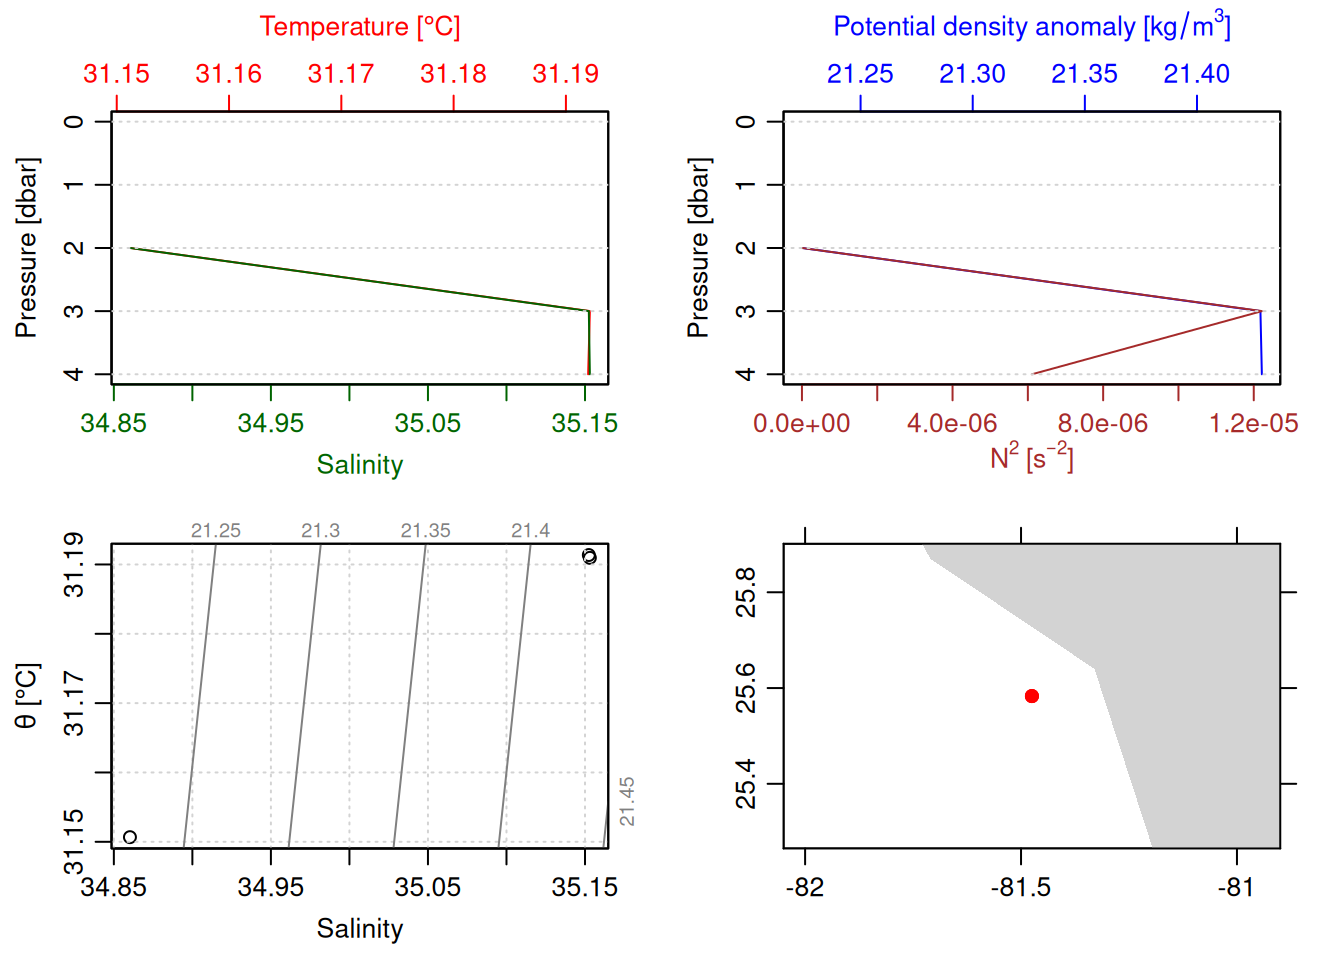 Temperature [°C]
31.15 31.16 31.17 31.18 31.19
0
1
2
3
4
Pressure [dbar]
34.85 34.95 35.05 35.15
Salinity
Potential density anomaly [kg/m³]
21.25 21.30 21.35 21.40
0
1
2
3
4
Pressure [dbar]
0.0e+00 4.0e-06 8.0e-06 1.2e-05
N² [s⁻²]
21.25 21.3 21.35 21.4
21.45
31.19
31.17
31.15
θ [°C]
34.85 34.95 35.05 35.15
Salinity
25.8
25.6
25.4
-82 -81.5 -81